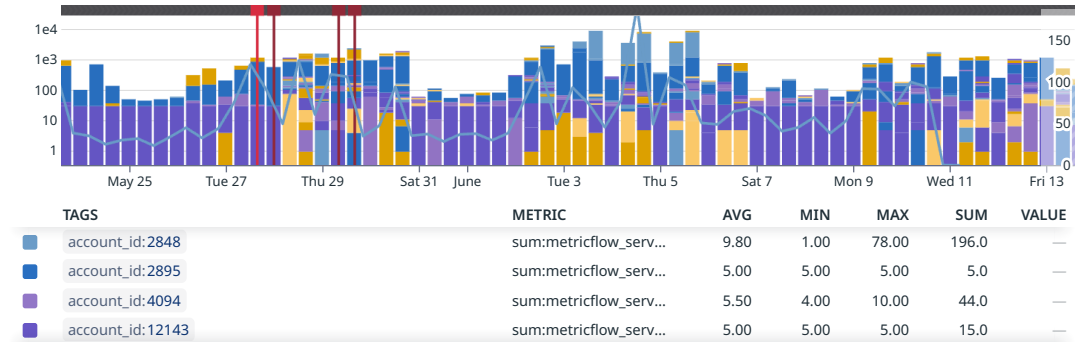 1e4
150
1e3
100
100
10
50
1
0
May 25 Tue 27 Thu 29 Sat 31 June Tue 3 Thu 5 Sat 7 Mon 9 Wed 11 Fri 13
TAGS METRIC AVG MIN MAX SUM VALUE
account_id:2848 sum:metricflow_serv... 9.80 1.00 78.00 196.0 —
account_id:2895 sum:metricflow_serv... 5.00 5.00 5.00 5.0 —
account_id:4094 sum:metricflow_serv... 5.50 4.00 10.00 44.0 —
account_id:12143 sum:metricflow_serv... 5.00 5.00 5.00 15.0 —